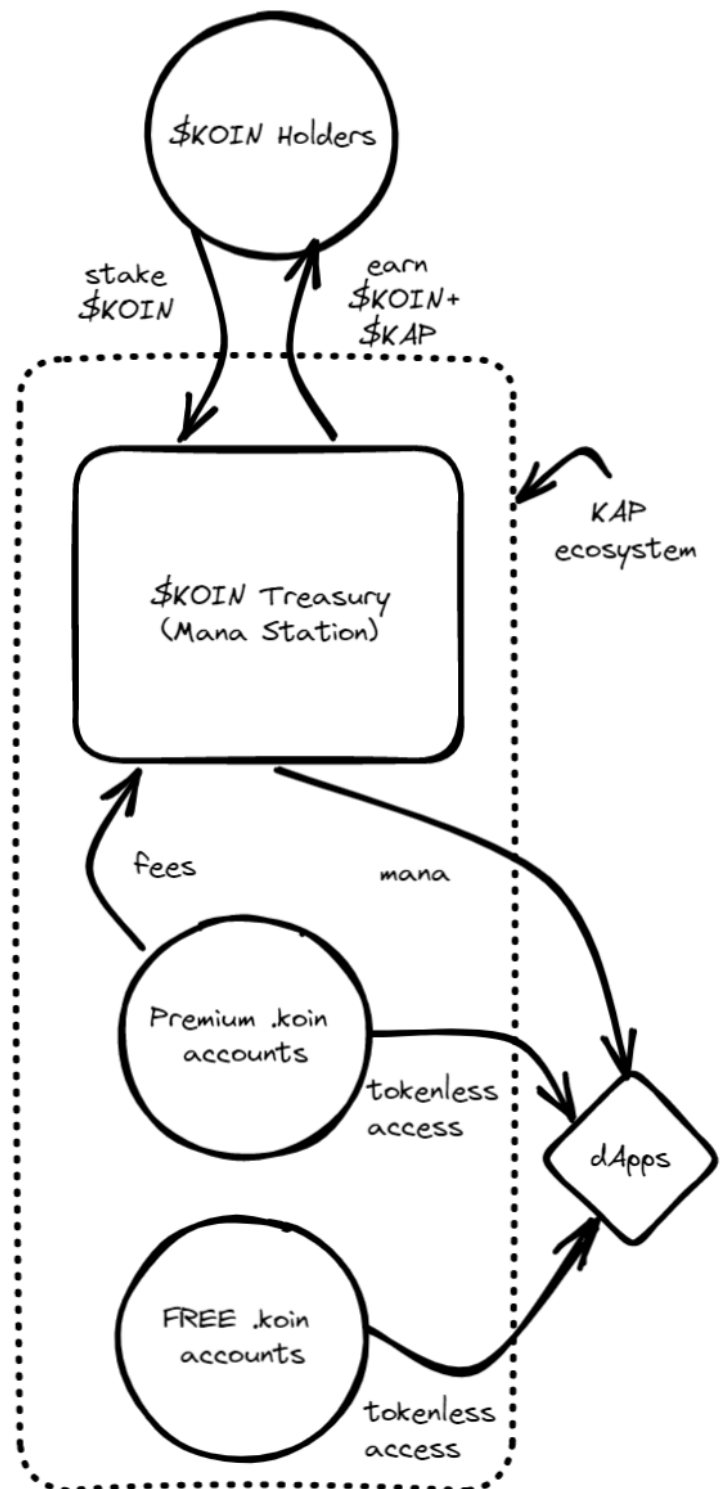 $KOIN Holders
stake
$KOIN
earn
$KOIN+
$KAP
KAP
ecosystem
$KOIN Treasury
(Mana Station)
fees
mana
Premium .koin
accounts
tokenless
access
dApps
FREE .koin
accounts
tokenless
access